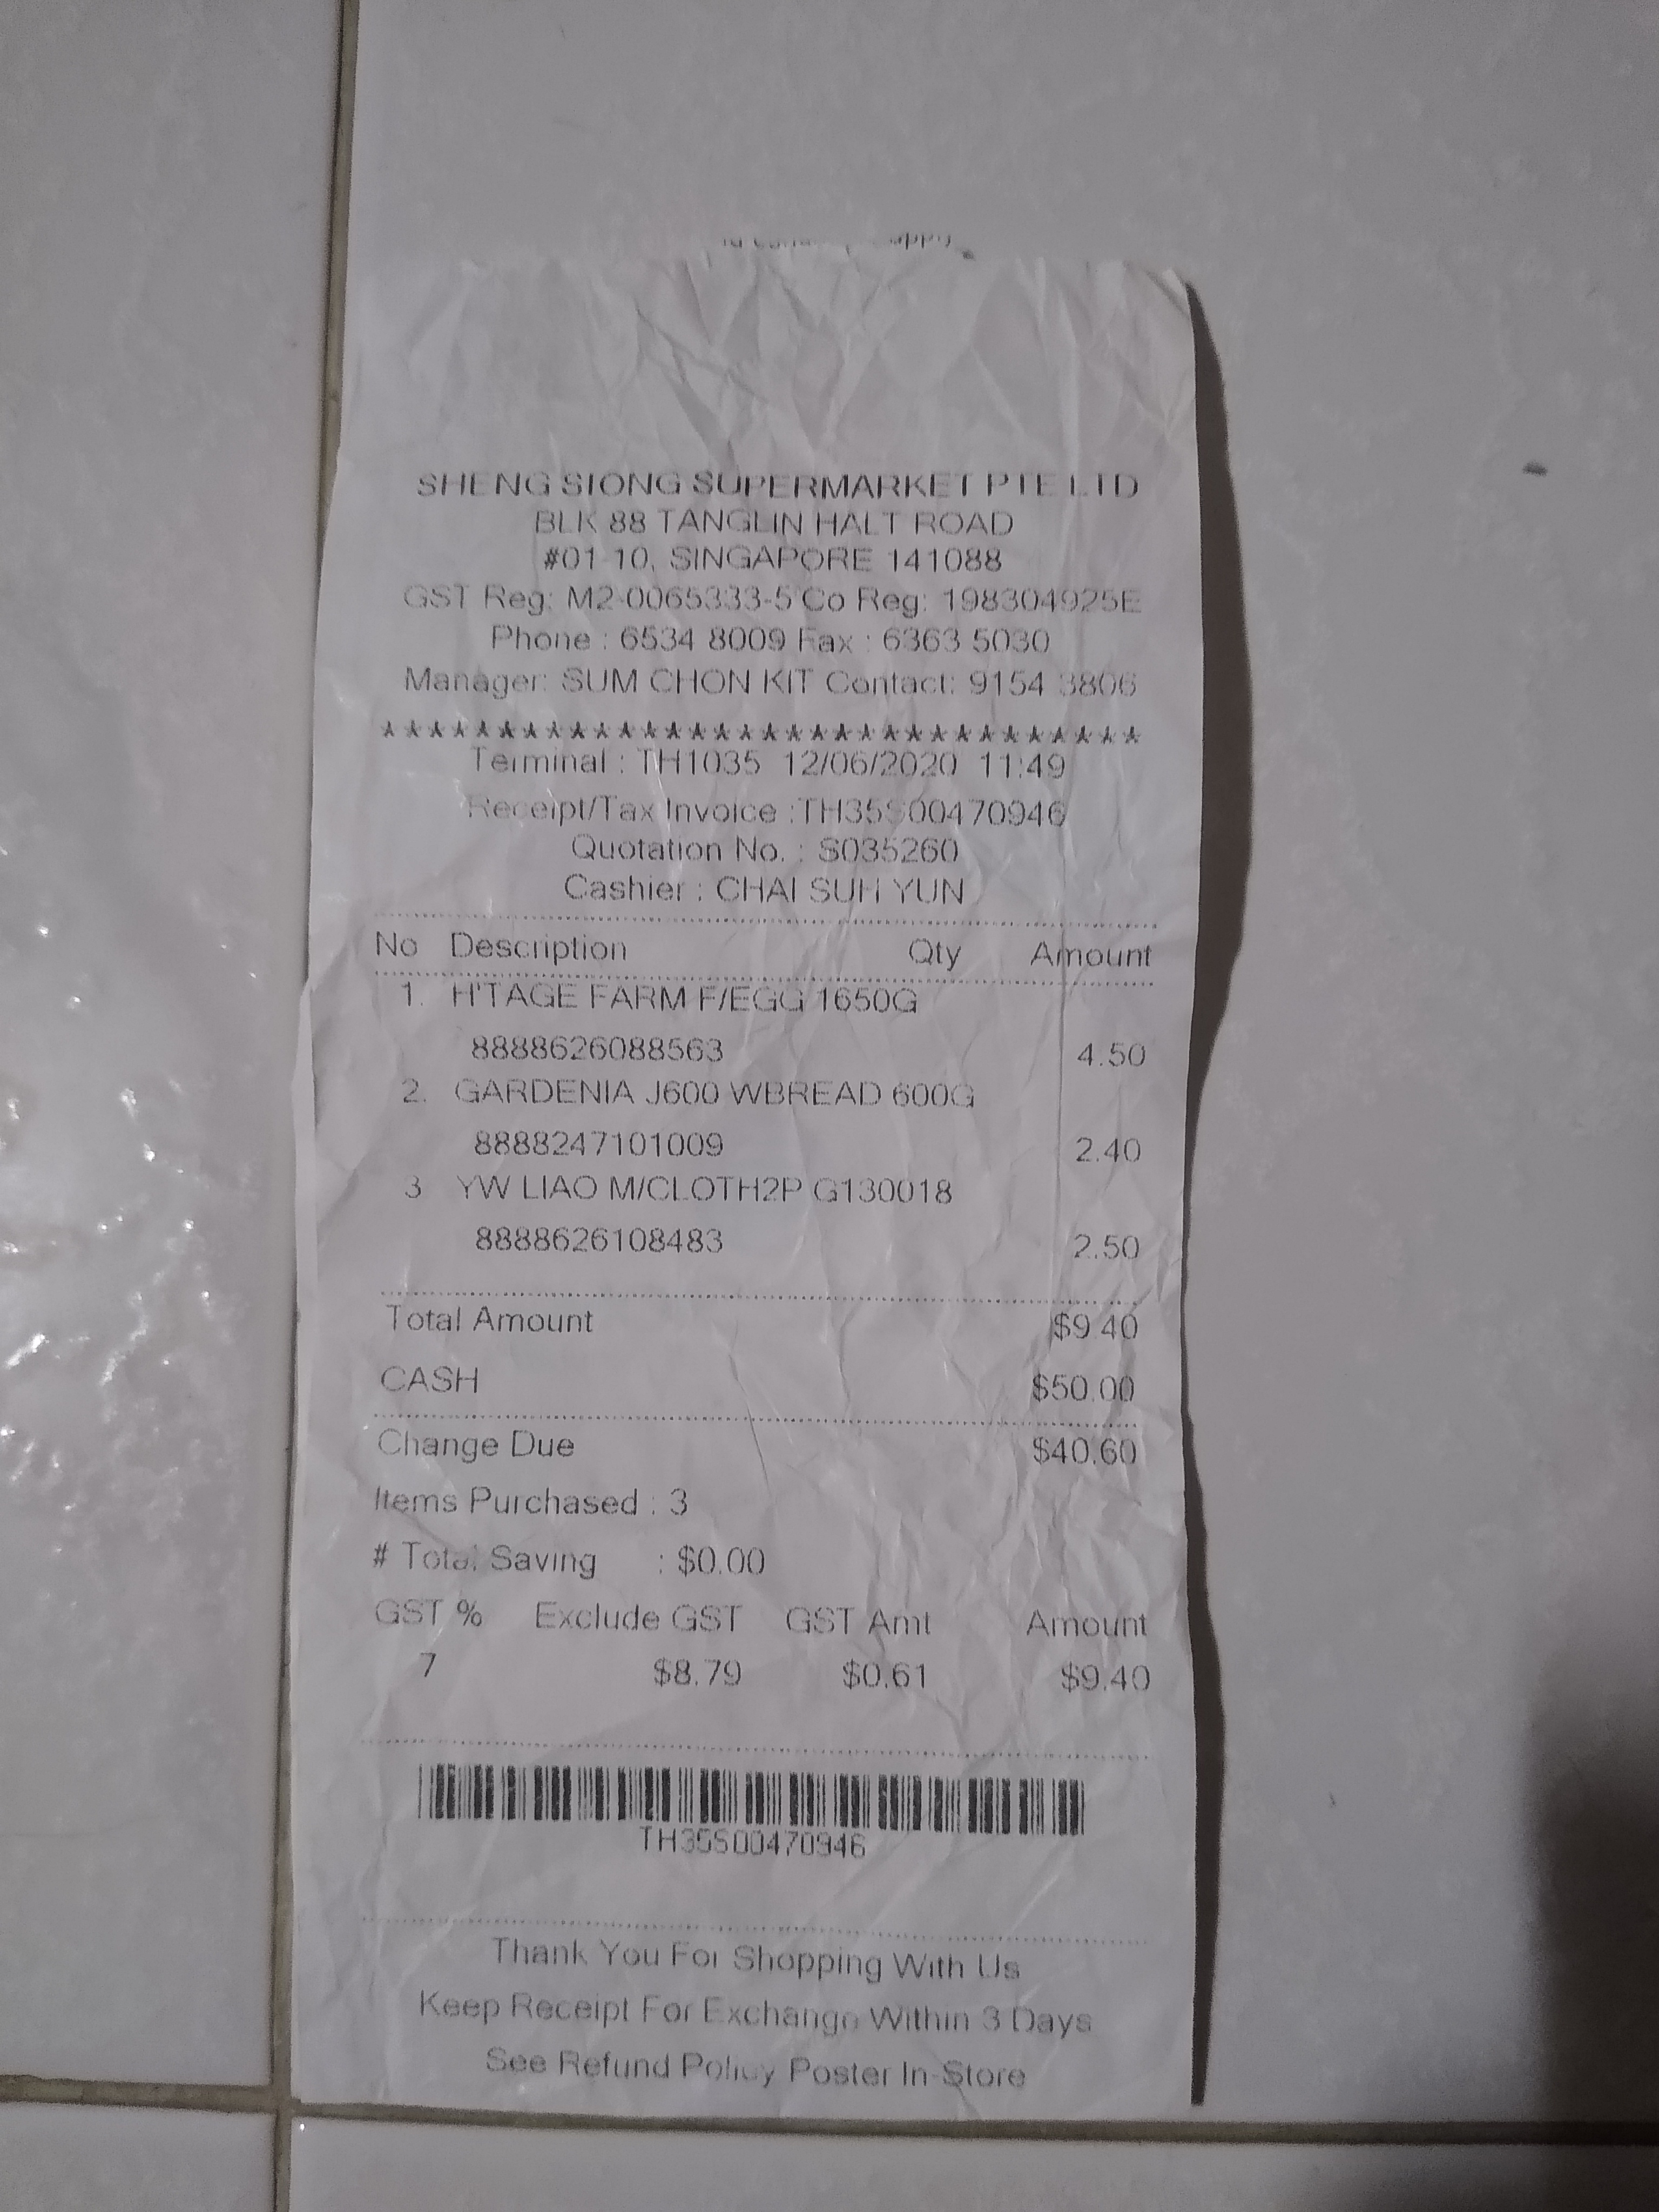 SHENG SIONG SUPERMARKET PTE LTD
BLK 88 TANGLIN HALT ROAD
#01-10, SINGAPORE 141088
GST Reg: M2-0065333-5 Co Reg: 198304925E
Phone : 6534 8009 Fax : 6363 5030
Manager: SUM CHON KIT Contact: 9154 3806
********************************
Terminal : TH1035 12/06/2020 11:49
Receipt/Tax Invoice :TH35S00470946
Quotation No. : S035260
Cashier : CHAI SUH YUN
No Description Qty Amount
1. H'TAGE FARM F/EGG 1650G
8888626088563 4.50
2. GARDENIA J600 WBREAD 600G
8888247101009 2.40
3 YW LIAO M/CLOTH2P G130018
8888626108483 2.50
Total Amount $9.40
CASH $50.00
Change Due $40.60
Items Purchased : 3
# Total Saving : $0.00
GST % Exclude GST GST Amt Amount
7 $8.79 $0.61 $9.40
TH35S00470946
Thank You For Shopping With Us
Keep Receipt For Exchange Within 3 Days
See Refund Policy Poster In-Store